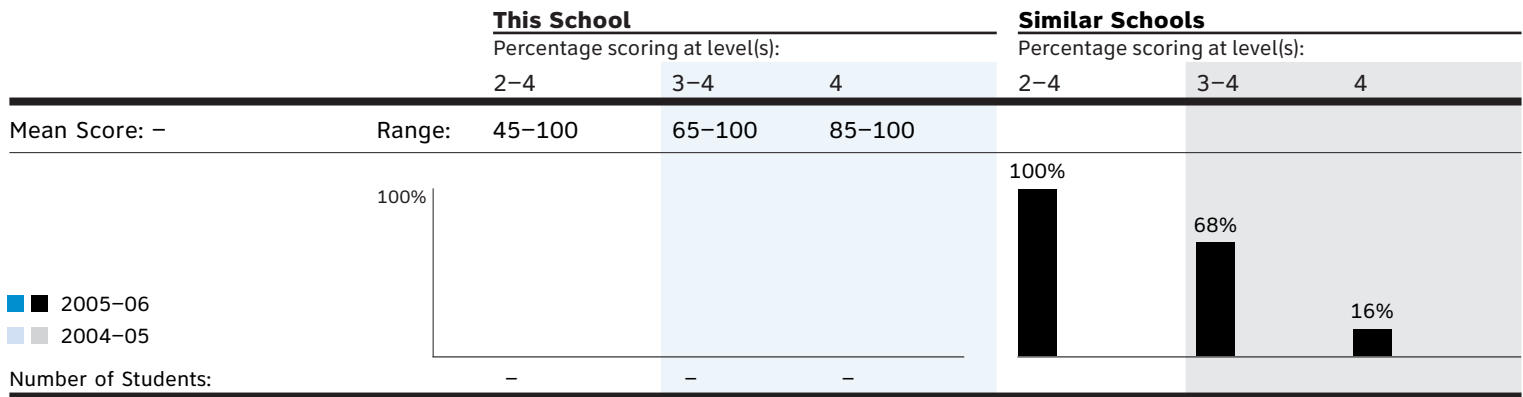 This School Similar Schools
Percentage scoring at level(s): Percentage scoring at level(s):
2–4 3–4 4 2–4 3–4 4
Mean Score: – Range: 45–100 65–100 85–100
100%
68%
16%
100%
2005–06
2004–05
Number of Students: – – –